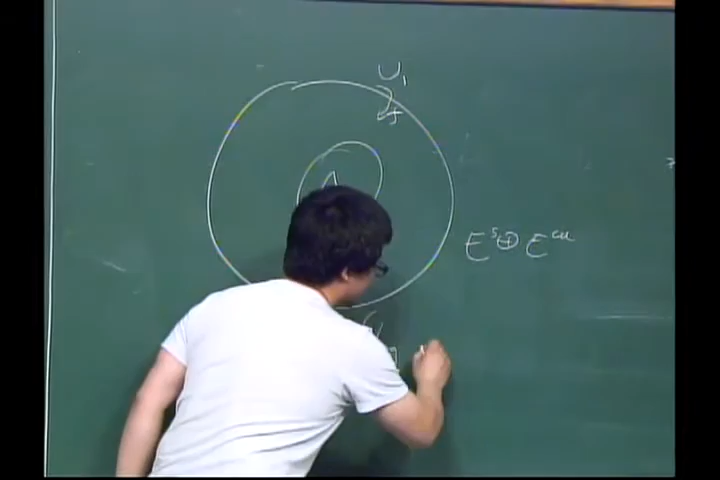 U₁
f
Λ
E^s ⊕ E^cu